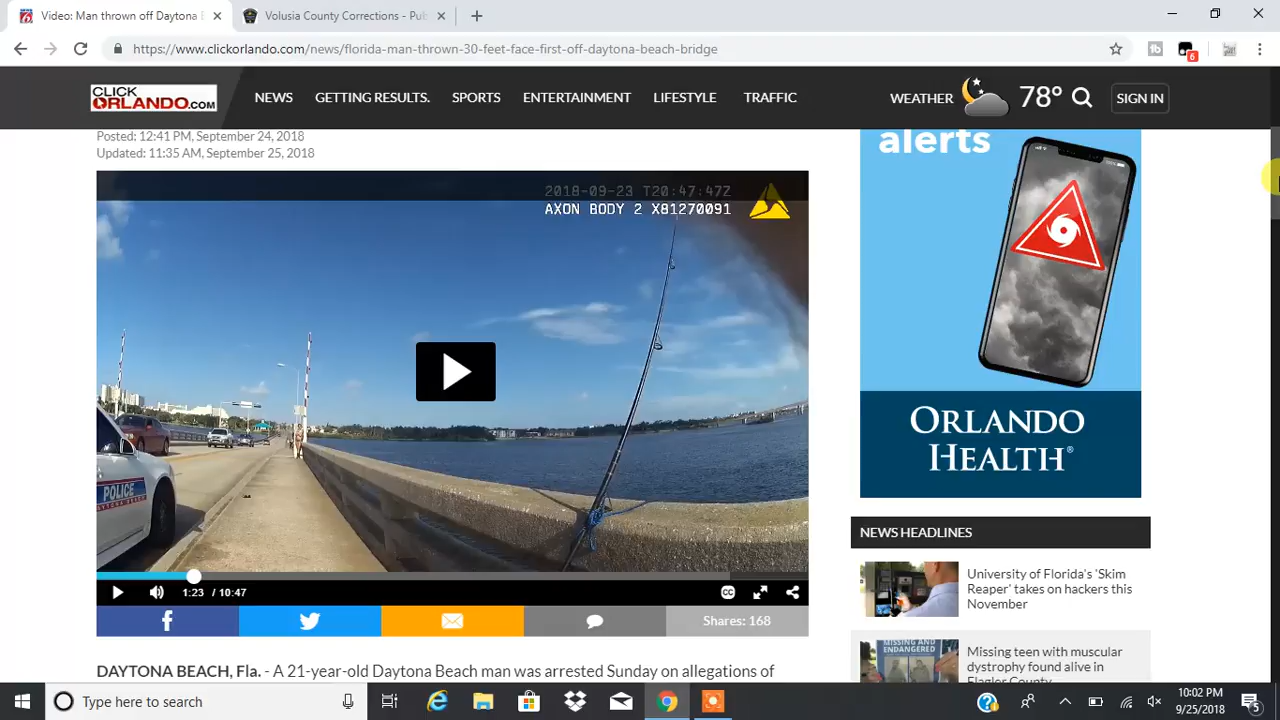 Video: Man thrown off Daytona B
Volusia County Corrections - Pub
https://www.clickorlando.com/news/florida-man-thrown-30-feet-face-first-off-daytona-beach-bridge
6
CLICK
ORLANDO.COM
NEWS
GETTING RESULTS.
SPORTS
ENTERTAINMENT
LIFESTYLE
TRAFFIC
WEATHER
78°
SIGN IN
Posted: 12:41 PM, September 24, 2018
Updated: 11:35 AM, September 25, 2018
2018-09-23 T20:47:47Z
AXON BODY 2 X81270091
POLICE
1:23 / 10:47
CC
Shares: 168
DAYTONA BEACH, Fla. - A 21-year-old Daytona Beach man was arrested Sunday on allegations of
alerts
ORLANDO
HEALTH®
NEWS HEADLINES
University of Florida's 'Skim
Reaper' takes on hackers this
November
MISSING AND
ENDANGERED
Missing teen with muscular
dystrophy found alive in
Flagler County
Type here to search
10:02 PM
9/25/2018
5